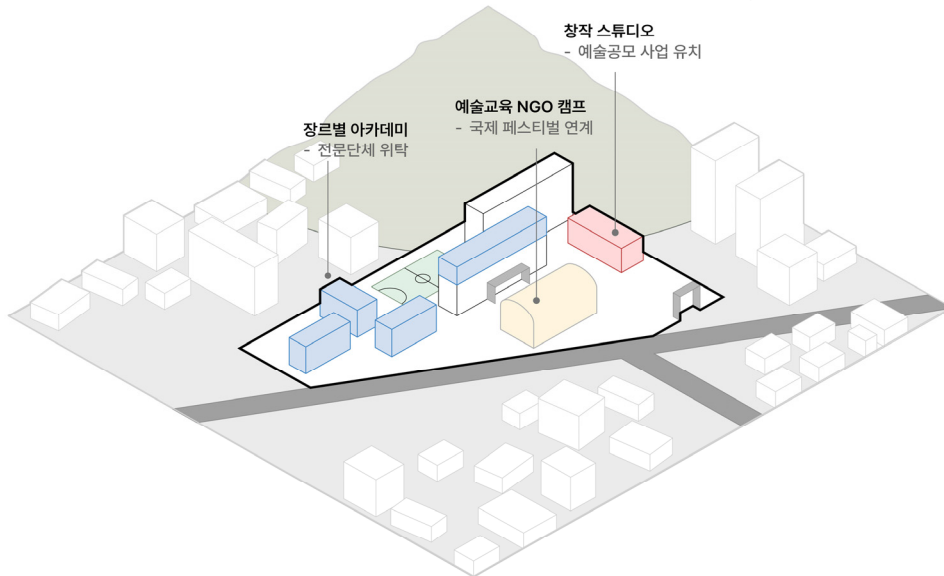 창작 스튜디오
- 예술공모 사업 유치
예술교육 NGO 캠프
- 국제 페스티벌 연계
장르별 아카데미
- 전문단세 위탁